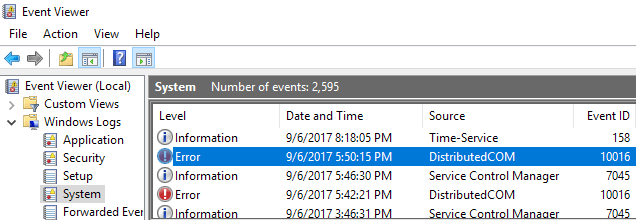 Event Viewer
File Action View Help
Event Viewer (Local)
Custom Views
Windows Logs
Application
Security
Setup
System
Forwarded Ever
System Number of events: 2,595
Level Date and Time Source Event ID
Information 9/6/2017 8:18:05 PM Time-Service 158
Error 9/6/2017 5:50:15 PM DistributedCOM 10016
Information 9/6/2017 5:46:30 PM Service Control Manager 7045
Error 9/6/2017 5:42:21 PM DistributedCOM 10016
Information 9/6/2017 3:46:31 PM Service Control Manager 7045